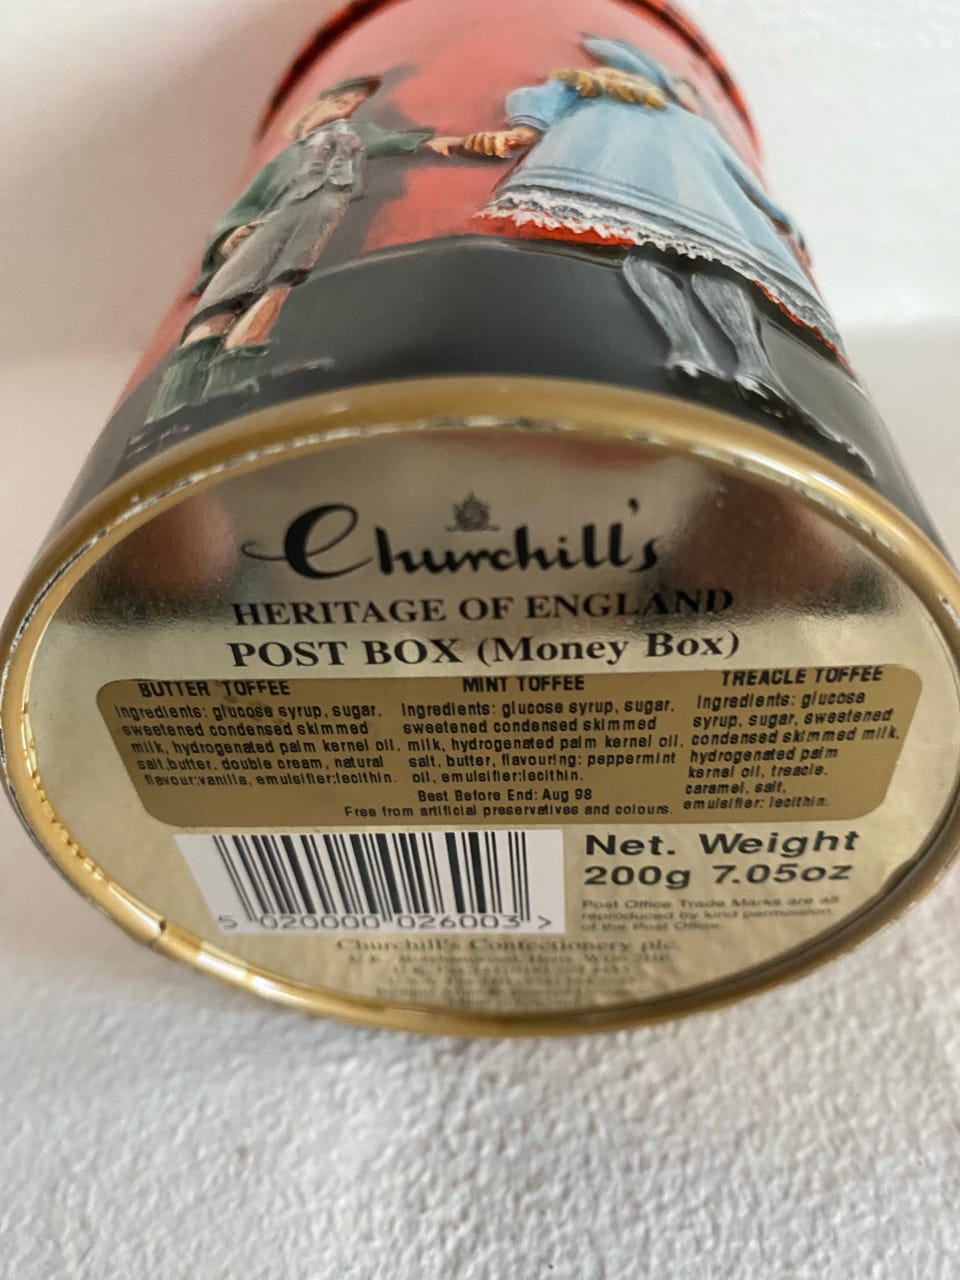 Churchill's
HERITAGE OF ENGLAND
POST BOX (Money Box)
BUTTER TOFFEE
Ingredients: glucose syrup, sugar,
sweetened condensed skimmed
milk, hydrogenated palm kernel oil,
salt,butter, double cream, natural
flavour:vanilla, emulsifier:lecithin.
MINT TOFFEE
Ingredients: glucose syrup, sugar,
sweetened condensed skimmed
milk, hydrogenated palm kernel oil,
salt, butter, flavouring: peppermint
oil, emulsifier:lecithin.
TREACLE TOFFEE
Ingredients: glucose
syrup, sugar, sweetened
condensed skimmed milk,
hydrogenated palm
kernel oil, treacle,
caramel, salt,
emulsifier: lecithin.
Best Before End: Aug 98
Free from artificial preservatives and colours.
5 020000 026003 >
Net. Weight
200g 7.05oz
Post Office Trade Marks are all
reproduced by kind permission
of the Post Office.
Churchill's Confectionery plc.